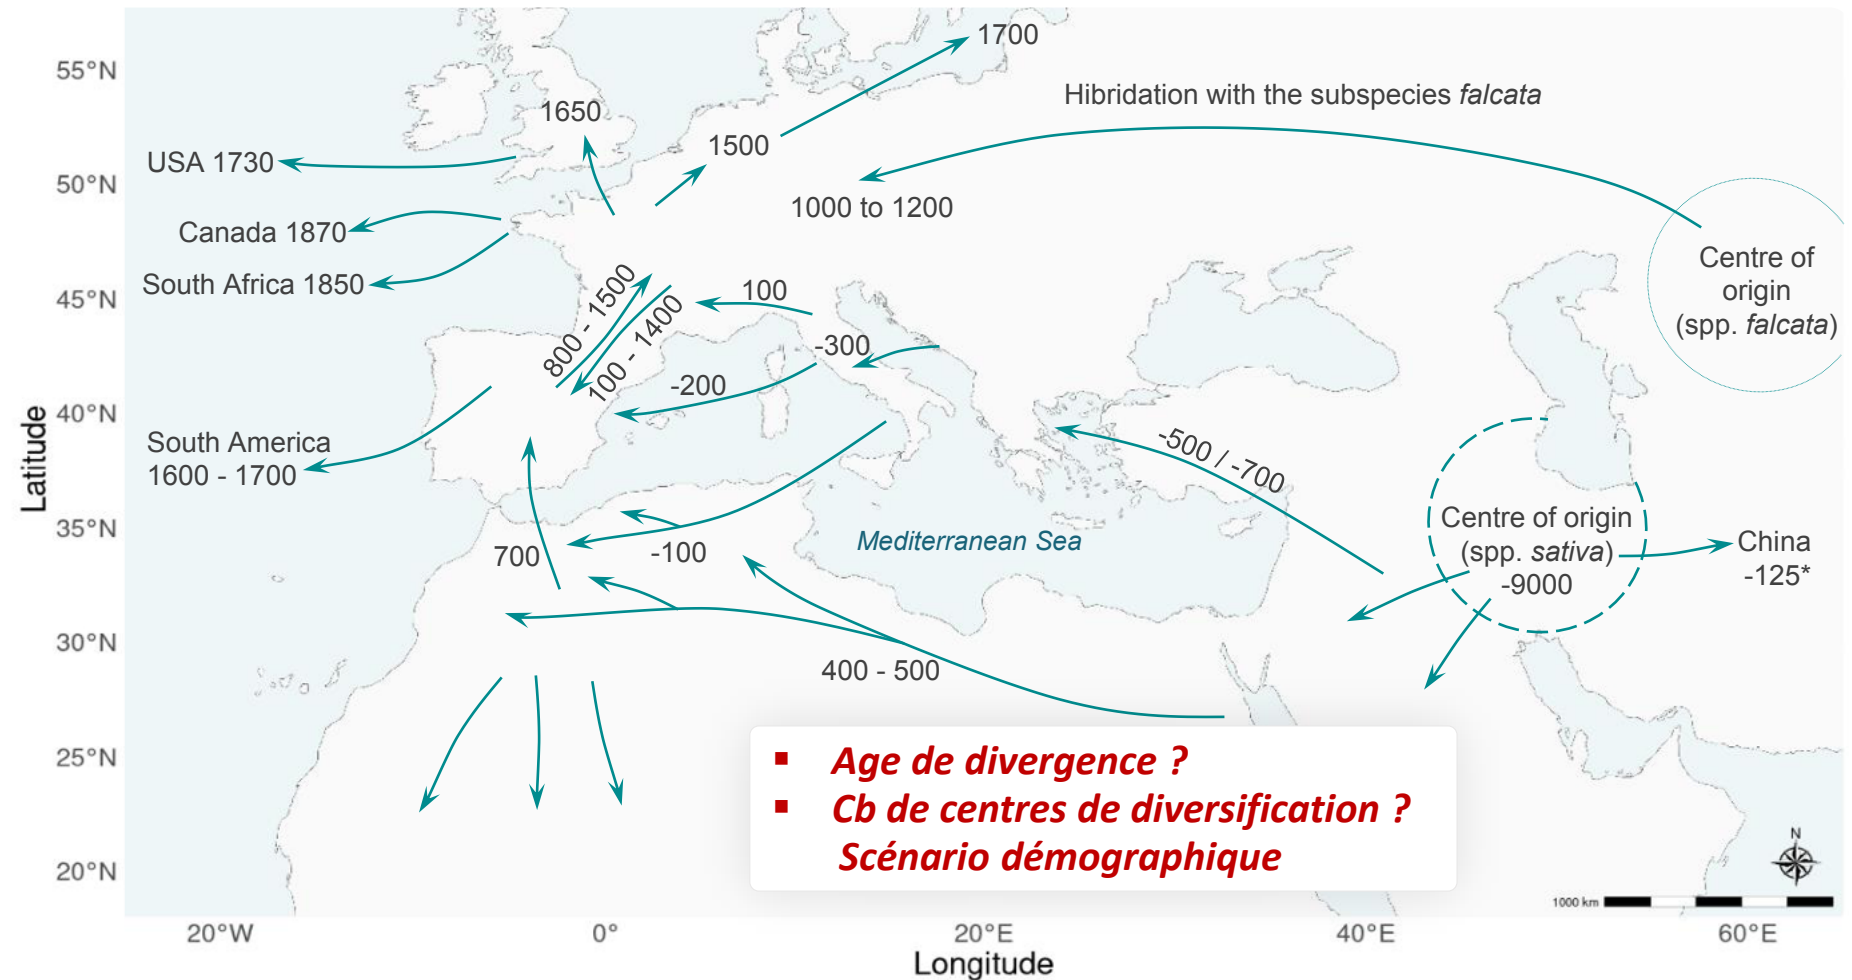 1700
55°N
Hibridation with the subspecies falcata
1650
1500
USA 1730
50°N
1000 to 1200
Canada 1870
Centre of
origin
(spp. falcata)
South Africa 1850
45°N
800 - 1500
100 - 1400
100
-300
-200
40°N
South America
1600 - 1700
-500 / -700
Latitude
35°N
Centre of origin
(spp. sativa)
-9000
China
-125*
Mediterranean Sea
700
-100
30°N
400 - 500
25°N
▪ Age de divergence ?
▪ Cb de centres de diversification ?
Scénario démographique
20°N
N
1000 km
20°W
0°
20°E
40°E
60°E
Longitude